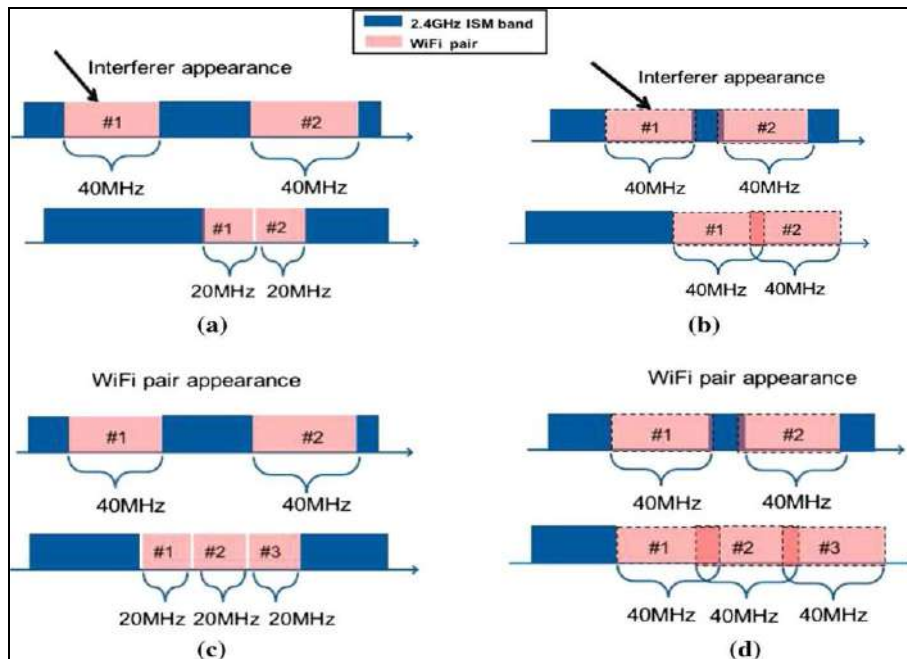 2.4GHz ISM band
WiFi pair
Interferer appearance
#1
#2
40MHz
40MHz
#1
#2
20MHz
20MHz
(a)
Interferer appearance
#1
#2
40MHz
40MHz
#1
#2
40MHz
40MHz
(b)
WiFi pair appearance
#1
#2
40MHz
40MHz
#1
#2
#3
20MHz
20MHz
20MHz
(c)
WiFi pair appearance
#1
#2
40MHz
40MHz
#1
#2
#3
40MHz
40MHz
40MHz
(d)